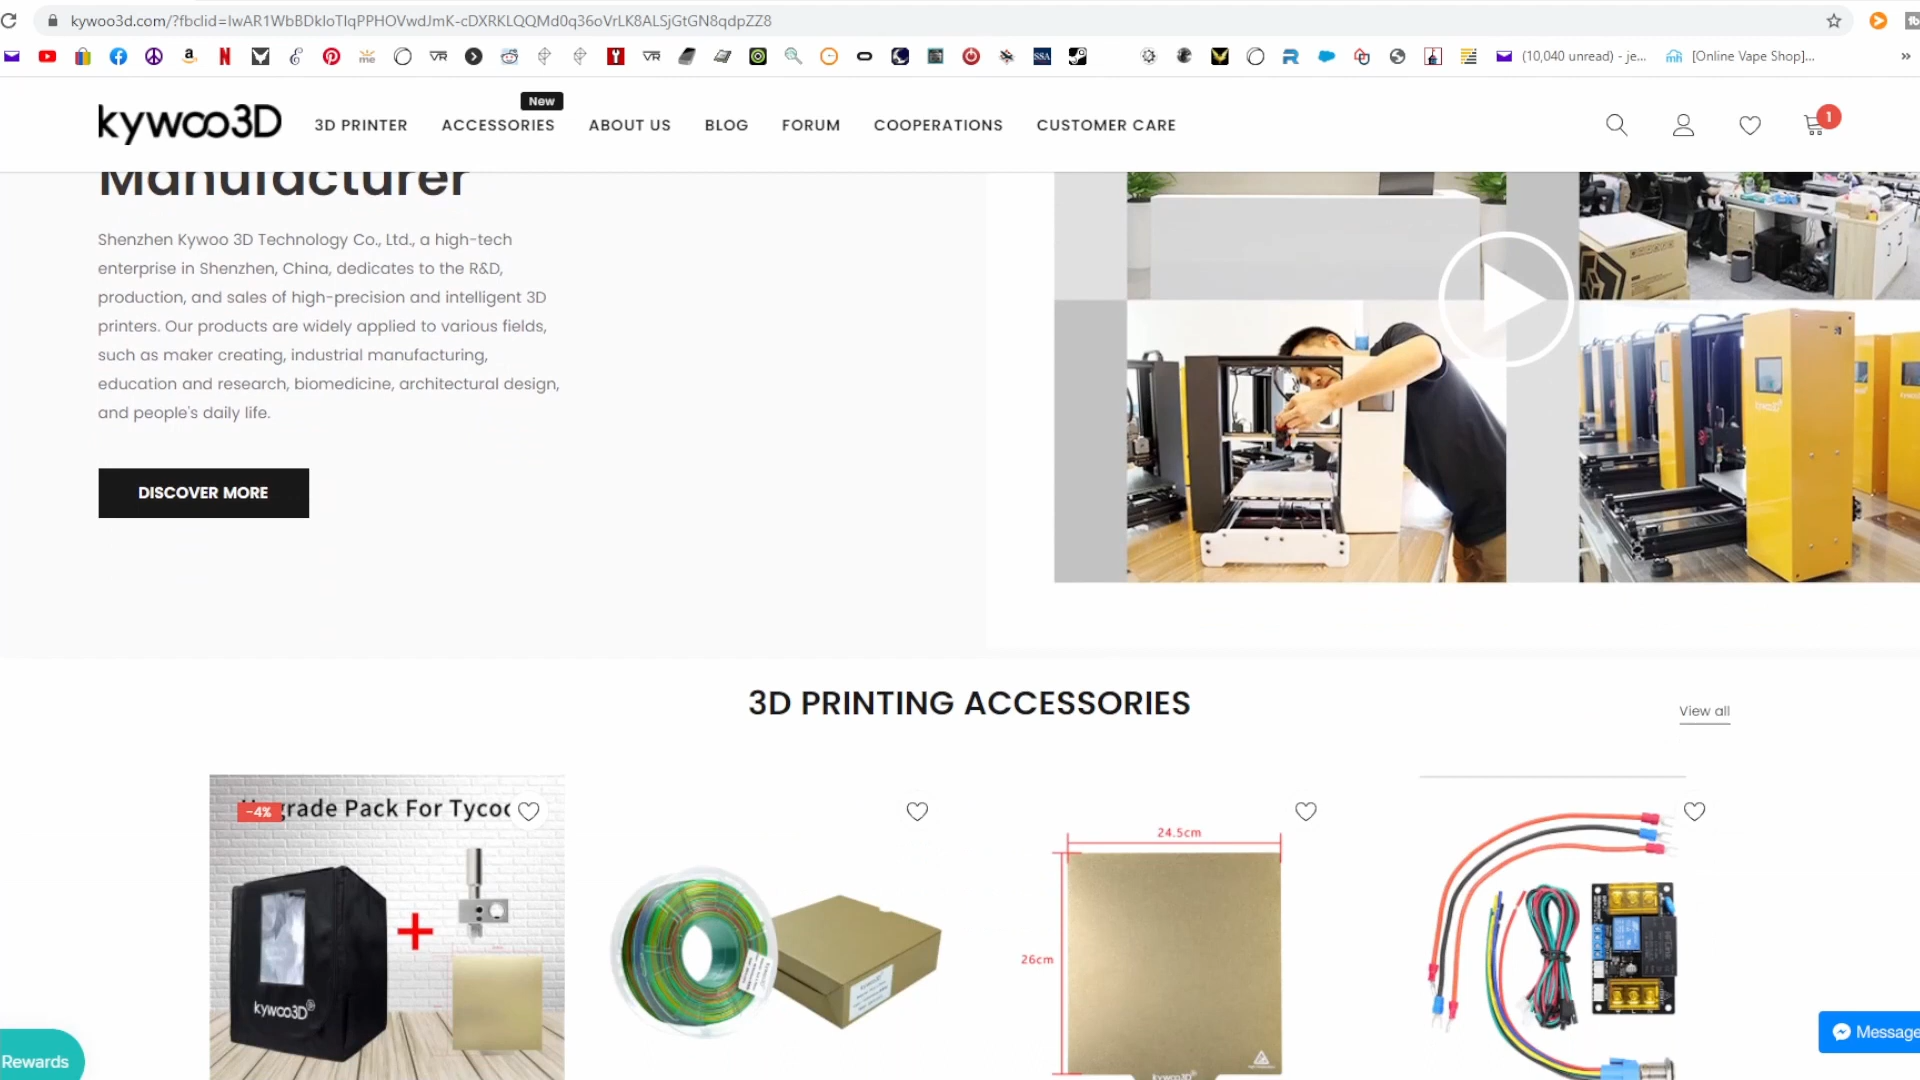 kywoo3d.com/?fbclid=IwAR1WbBDkIoTIqPPHOVwdJmK-cDXRKLQQMd0q36oVrLK8ALSjGtGN8qdpZZ8
(10,040 unread) - je...
[Online Vape Shop]...
kywoo3D
3D PRINTER
New
ACCESSORIES
ABOUT US
BLOG
FORUM
COOPERATIONS
CUSTOMER CARE
1
Manufacturer
Shenzhen Kywoo 3D Technology Co., Ltd., a high-tech
enterprise in Shenzhen, China, dedicates to the R&D,
production, and sales of high-precision and intelligent 3D
printers. Our products are widely applied to various fields,
such as maker creating, industrial manufacturing,
education and research, biomedicine, architectural design,
and people's daily life.
DISCOVER MORE
3D PRINTING ACCESSORIES
View all
-4%
grade Pack For Tycoo
kywoo3D
24.5cm
26cm
kywoo3D
Rewards
Message